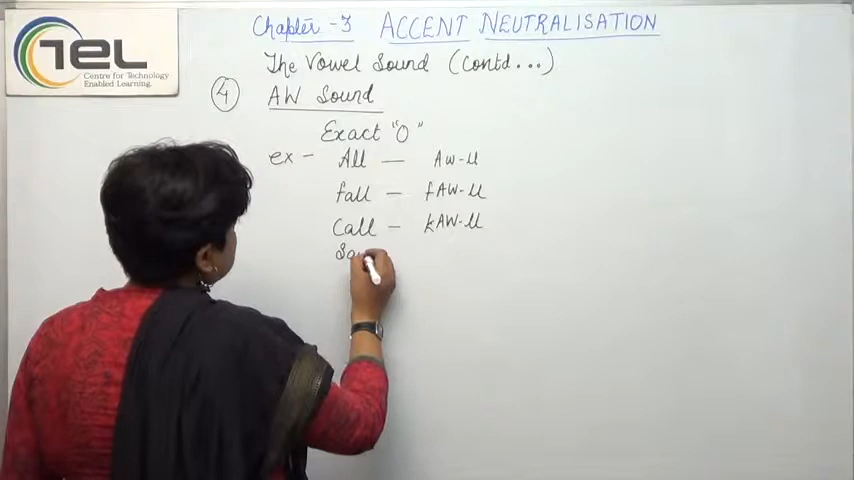 TEL
Centre for Technology
Enabled Learning
Chapter - 3 ACCENT NEUTRALISATION
The Vowel Sound (Contd...)
4 AW Sound
Exact "O"
ex - All — AW-ll
fall — fAW-ll
Call — kAW-ll